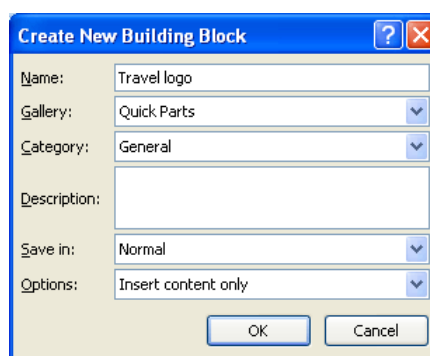 Create New Building Block
Name: Travel logo
Gallery: Quick Parts
Category: General
Description:
Save in: Normal
Options: Insert content only
OK Cancel